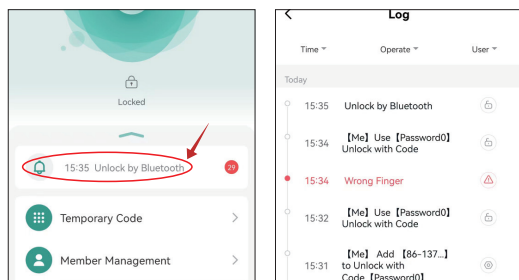 Locked
15:35 Unlock by Bluetooth
29
Temporary Code
Member Management
Log
Time Operate User
Today
15:35 Unlock by Bluetooth
15:34 【Me】Use【Password0】
Unlock with Code
15:34 Wrong Finger
15:32 【Me】Use【Password0】
Unlock with Code
15:31 【Me】 Add 【86-137...】
to Unlock with
Code【Password0】